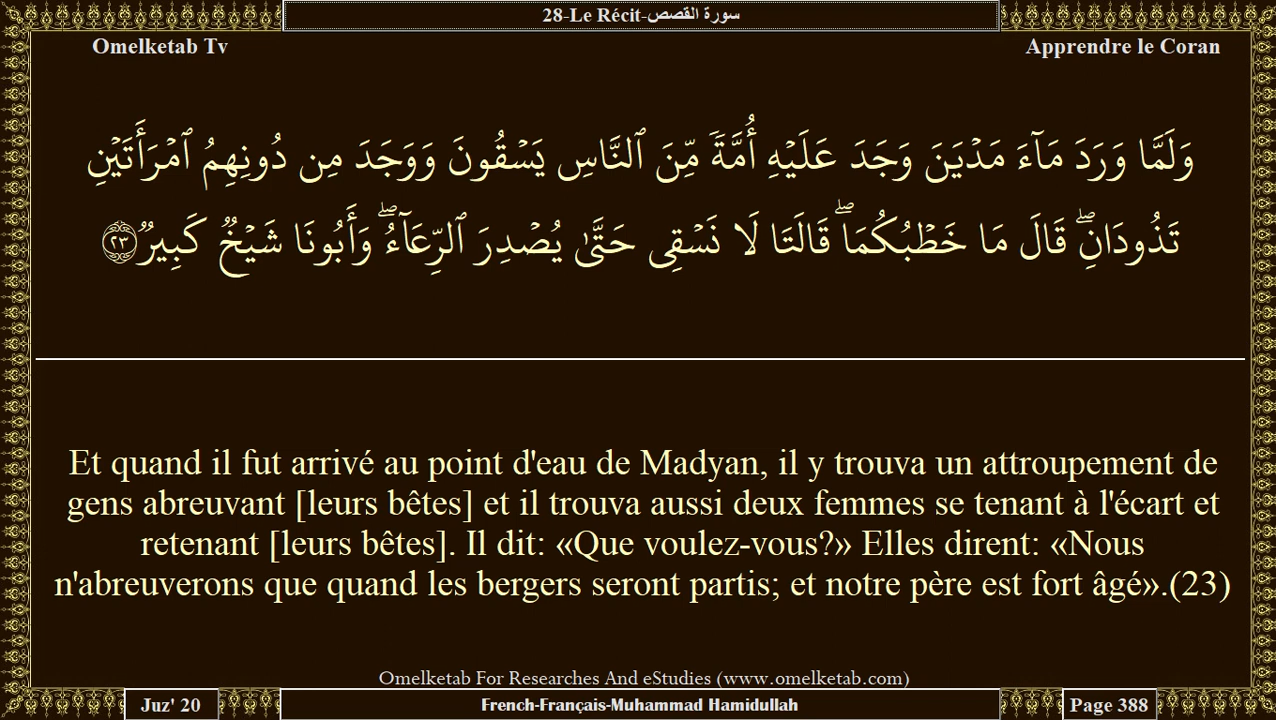 28-Le Récit-سورة القصص
Omelketab Tv
Apprendre le Coran
وَلَمَّا وَرَدَ مَآءَ مَدْيَنَ وَجَدَ عَلَيْهِ أُمَّةً مِّنَ ٱلنَّاسِ يَسْقُونَ وَوَجَدَ مِن دُونِهِمُ ٱمْرَأَتَيْنِ
تَذُودَانِ ۖ قَالَ مَا خَطْبُكُمَا ۖ قَالَتَا لَا نَسْقِى حَتَّىٰ يُصْدِرَ ٱلرِّعَآءُ ۖ وَأَبُونَا شَيْخٌ كَبِيرٌ ۝٢٣
Et quand il fut arrivé au point d'eau de Madyan, il y trouva un attroupement de
gens abreuvant [leurs bêtes] et il trouva aussi deux femmes se tenant à l'écart et
retenant [leurs bêtes]. Il dit: «Que voulez-vous?» Elles dirent: «Nous
n'abreuverons que quand les bergers seront partis; et notre père est fort âgé».(23)
Omelketab For Researches And eStudies (www.omelketab.com)
Juz' 20
French-Français-Muhammad Hamidullah
Page 388